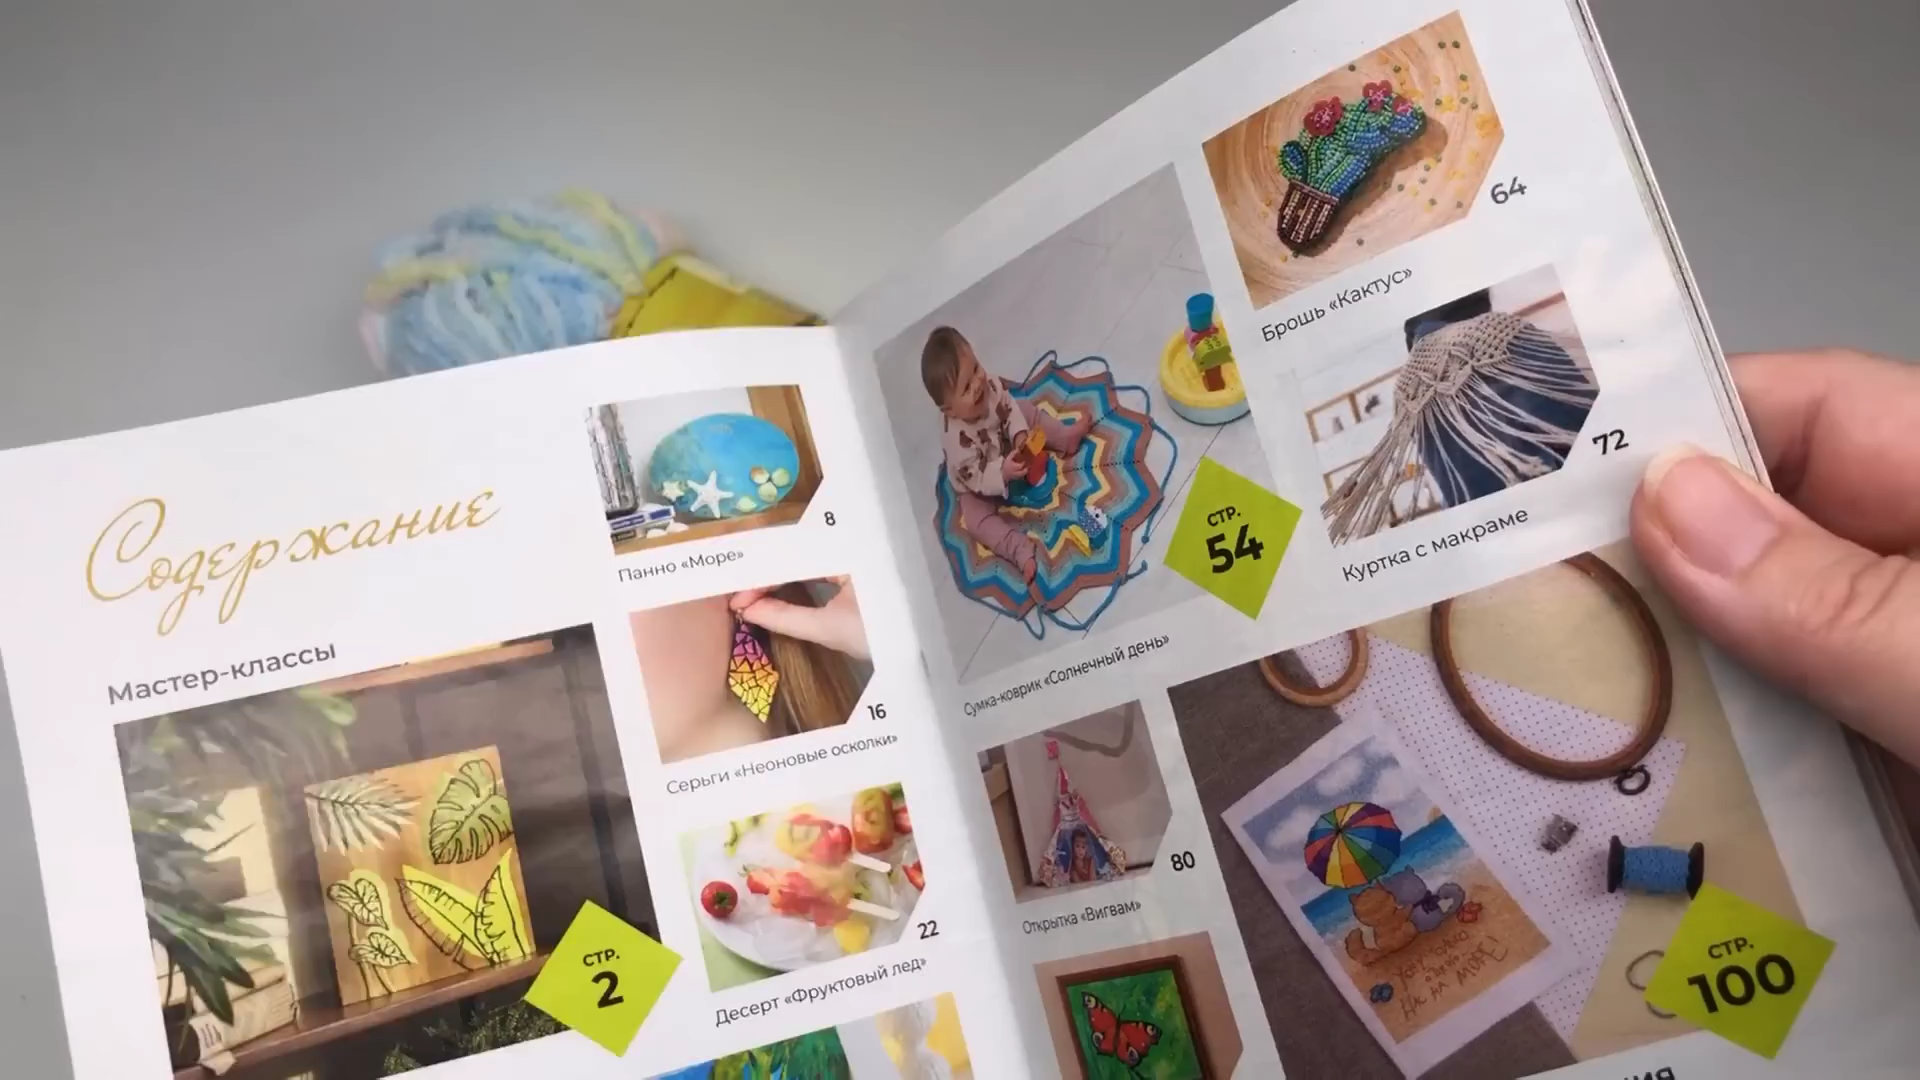 Содержание
Мастер-классы
СТР.
2
8
Панно «Море»
16
Серьги «Неоновые осколки»
22
Десерт «Фруктовый лед»
СТР.
54
Сумка-коврик «Солнечный день»
64
Брошь «Кактус»
72
Куртка с макраме
80
Открытка «Вигвам»
СТР.
100